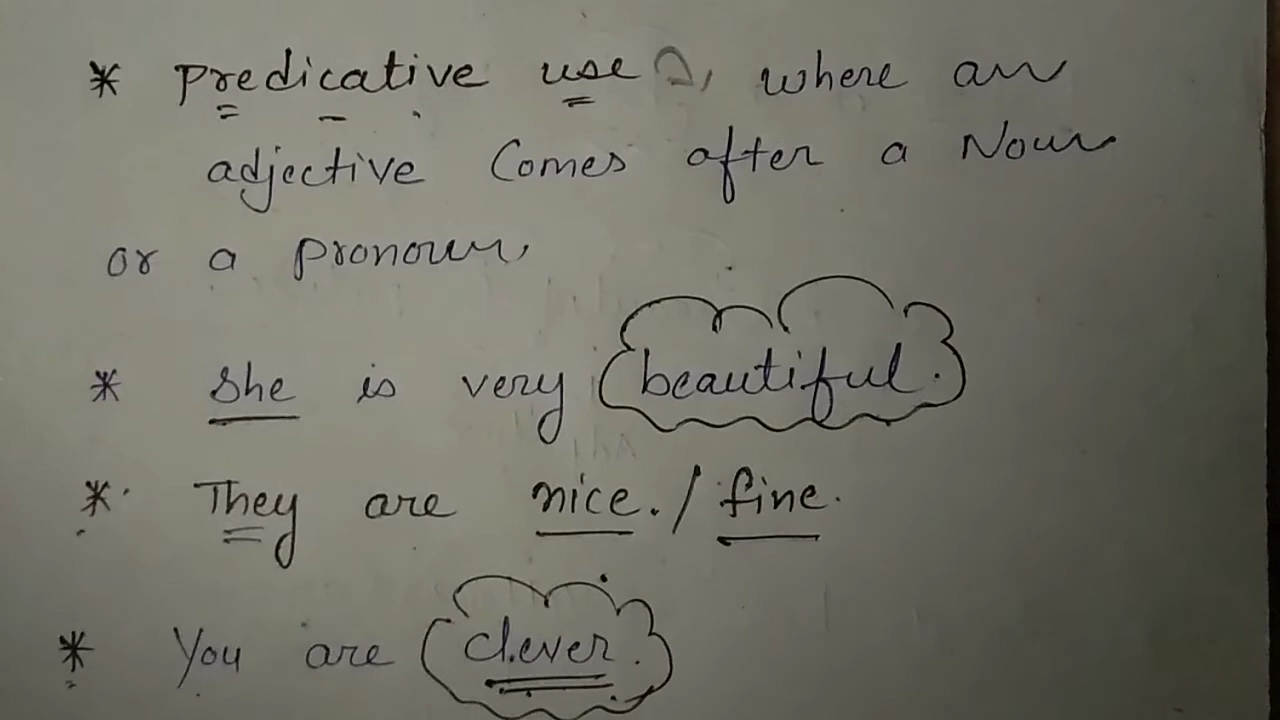 * Predicative use, where an
adjective Comes after a Noun
or a pronoun,
* She is very beautiful.
* They are nice. / fine.
* You are clever.